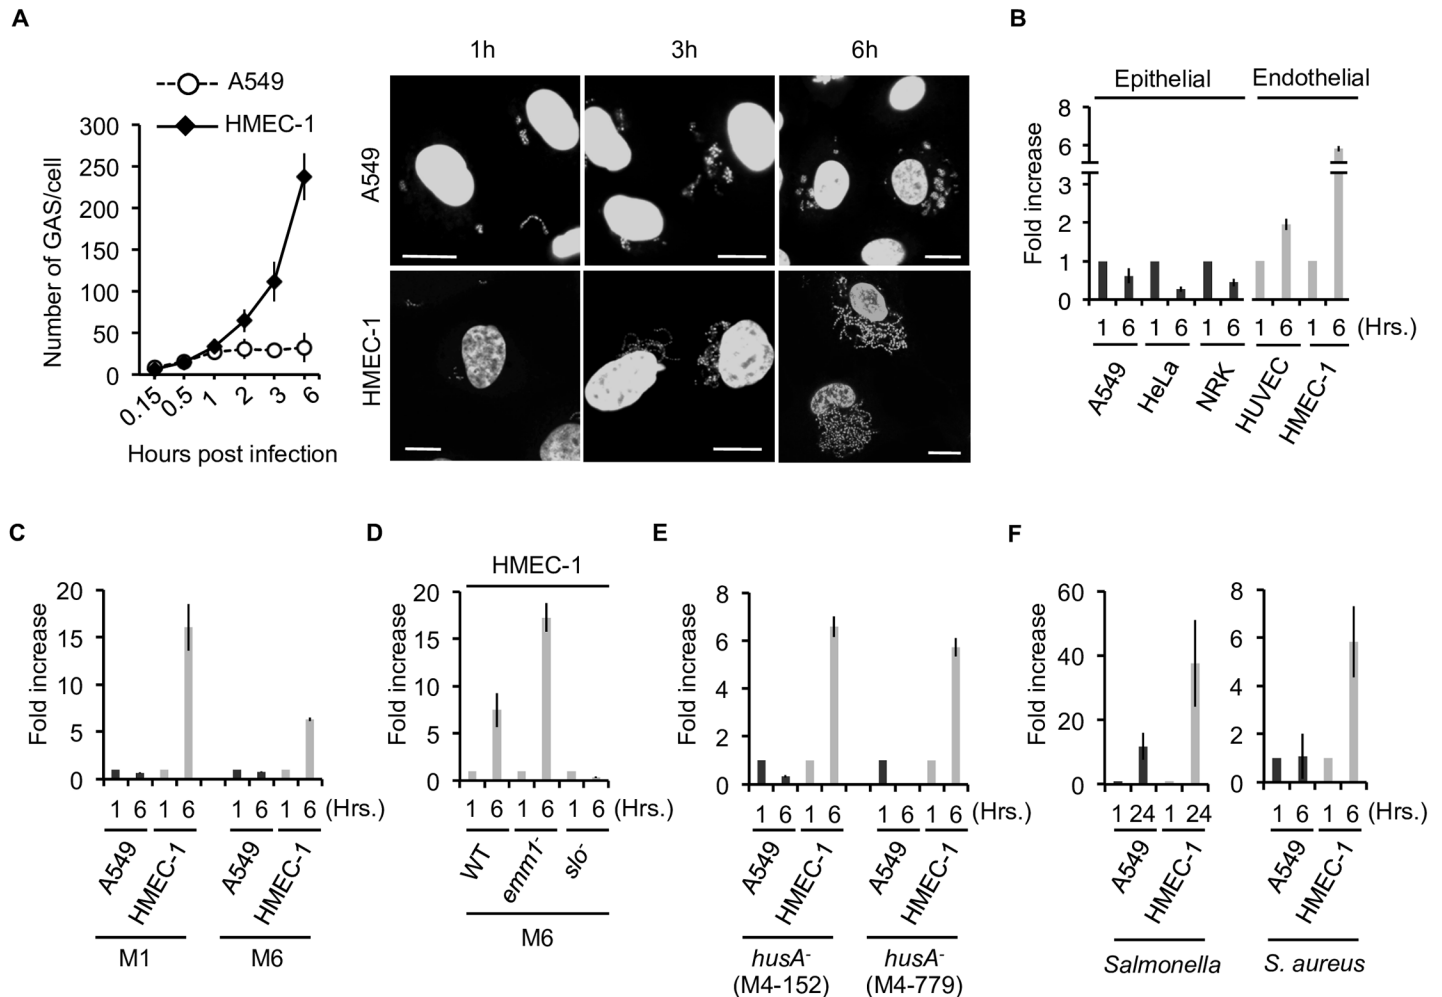 A
A549
HMEC-1
Number of GAS/cell
300
250
200
150
100
50
0
0.15 0.5 1 2 3 6
Hours post infection
1h 3h 6h
A549
HMEC-1
B
Epithelial Endothelial
Fold increase
8
6
3
2
1
0
1 6 1 6 1 6 1 6 1 6 (Hrs.)
A549 HeLa NRK HUVEC HMEC-1
C
Fold increase
20
15
10
5
0
1 6 1 6 1 6 1 6 (Hrs.)
A549 HMEC-1 A549 HMEC-1
M1 M6
D
HMEC-1
Fold increase
20
15
10
5
0
1 6 1 6 1 6 (Hrs.)
WT emm1- slo-
M6
E
Fold increase
8
6
4
2
0
1 6 1 6 1 6 1 6 (Hrs.)
A549 HMEC-1 A549 HMEC-1
husA- husA-
(M4-152) (M4-779)
F
Fold increase
60
40
20
0
1 24 1 24 (Hrs.)
A549 HMEC-1
Salmonella
8
6
4
2
0
1 6 1 6 (Hrs.)
A549 HMEC-1
S. aureus